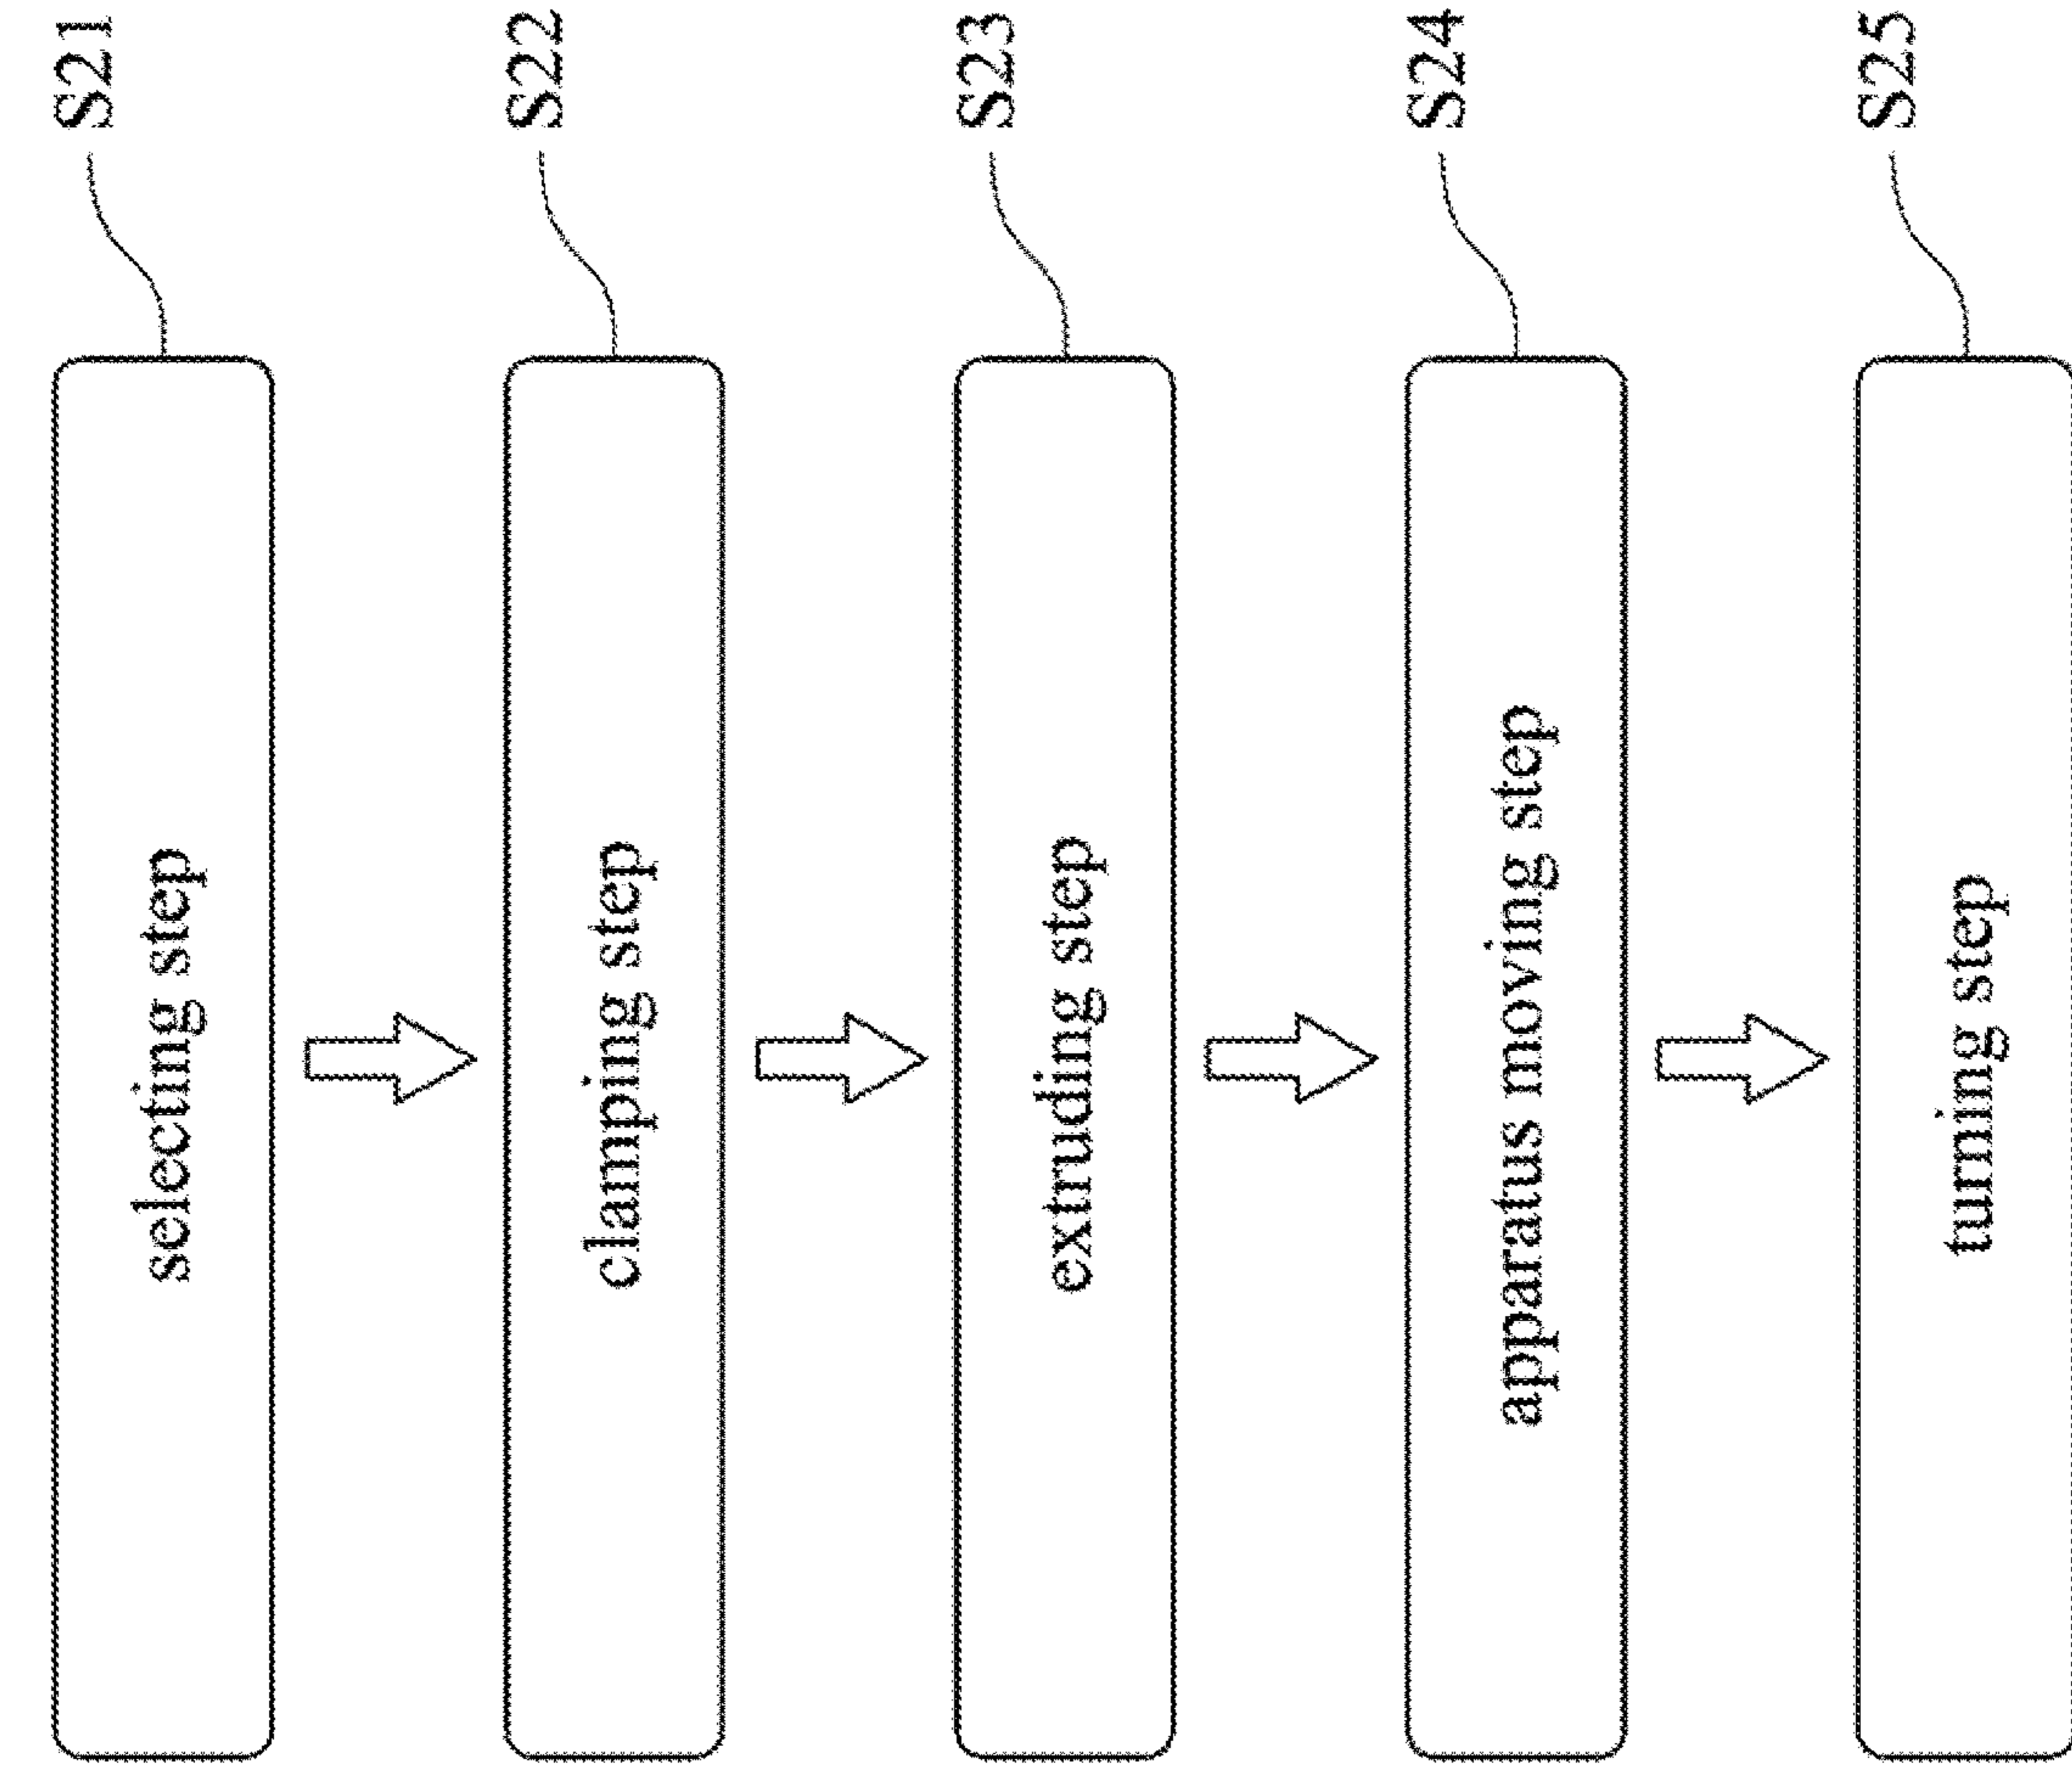 selecting step
S21
clamping step
S22
extruding step
S23
apparatus moving step
S24
turning step
S25